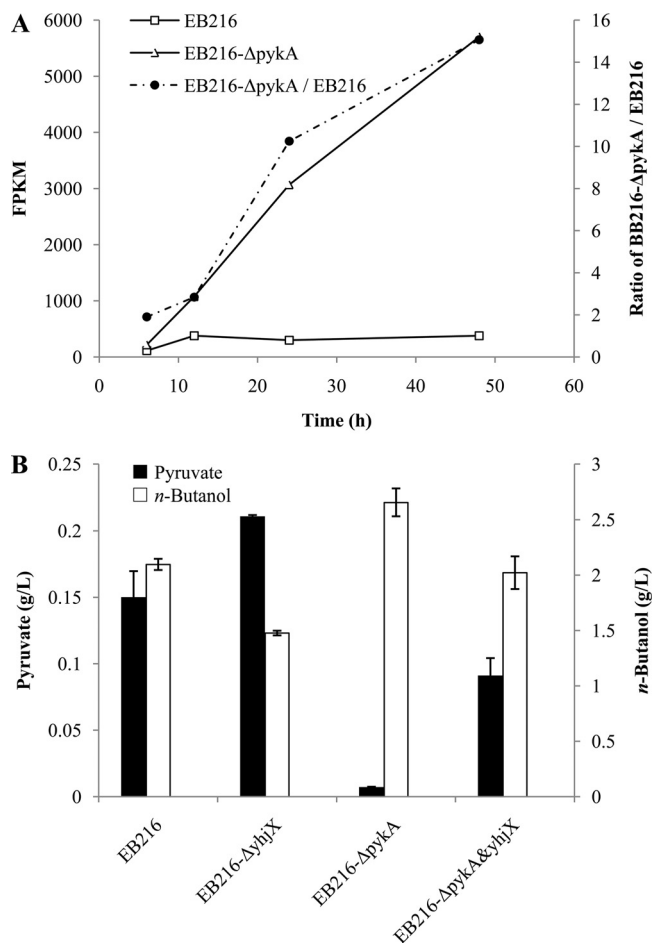 A
EB216
EB216-ΔpykA
EB216-ΔpykA / EB216
6000
5000
4000
3000
2000
1000
0
FPKM
16
14
12
10
8
6
4
2
0
Ratio of BB216-ΔpykA / EB216
0
10
20
30
40
50
60
Time (h)
B
Pyruvate
n-Butanol
0.25
0.2
0.15
0.1
0.05
0
Pyruvate (g/L)
3
2.5
2
1.5
1
0.5
0
n-Butanol (g/L)
EB216
EB216-ΔyhjX
EB216-ΔpykA
EB216-ΔpykA&yhjX